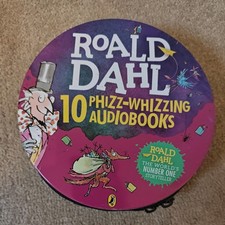 ROALD
DAHL
10 PHIZZ-WHIZZING
AUDIOBOOKS
ROALD
DAHL
THE WORLD'S
NUMBER ONE
STORYTELLER